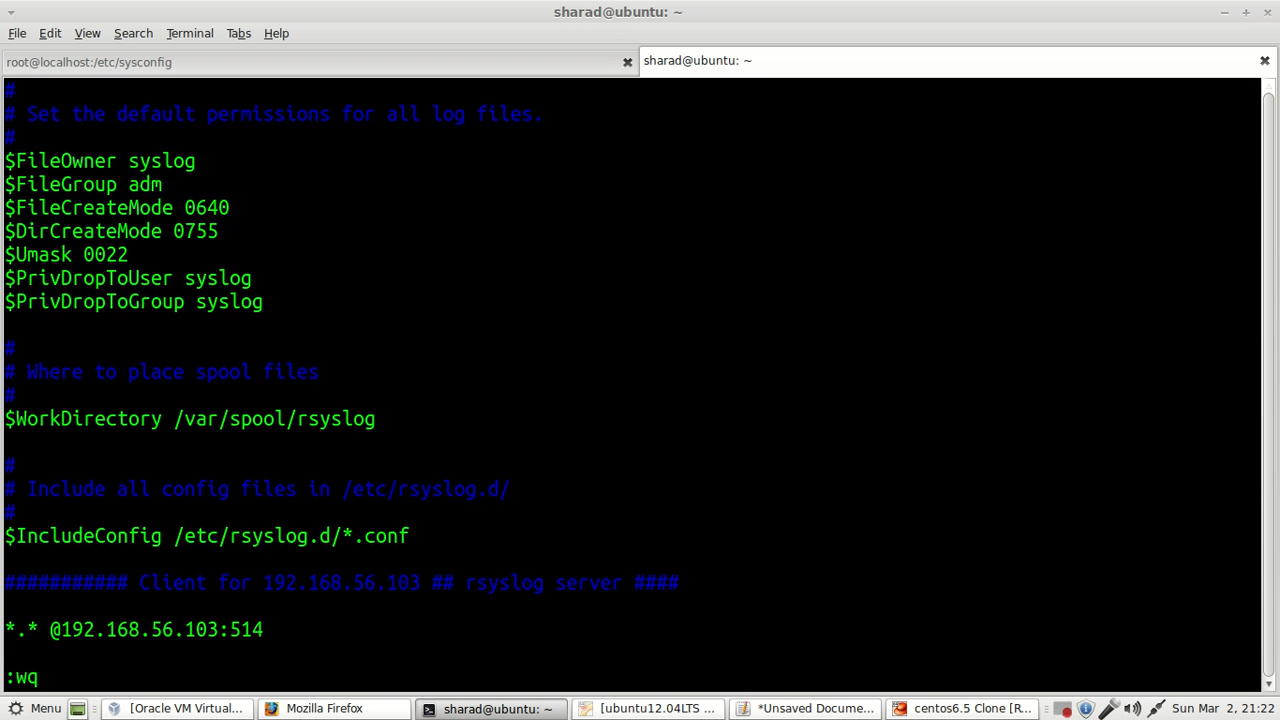 sharad@ubuntu: ~
File Edit View Search Terminal Tabs Help
root@localhost:/etc/sysconfig
sharad@ubuntu: ~
#
# Set the default permissions for all log files.
#
$FileOwner syslog
$FileGroup adm
$FileCreateMode 0640
$DirCreateMode 0755
$Umask 0022
$PrivDropToUser syslog
$PrivDropToGroup syslog
#
# Where to place spool files
#
$WorkDirectory /var/spool/rsyslog
#
# Include all config files in /etc/rsyslog.d/
#
$IncludeConfig /etc/rsyslog.d/*.conf
########### Client for 192.168.56.103 ## rsyslog server ####
*.* @192.168.56.103:514
:wq
Menu [Oracle VM Virtual... Mozilla Firefox sharad@ubuntu: ~ [ubuntu12.04LTS ... *Unsaved Docume... centos6.5 Clone [R... Sun Mar 2, 21:22